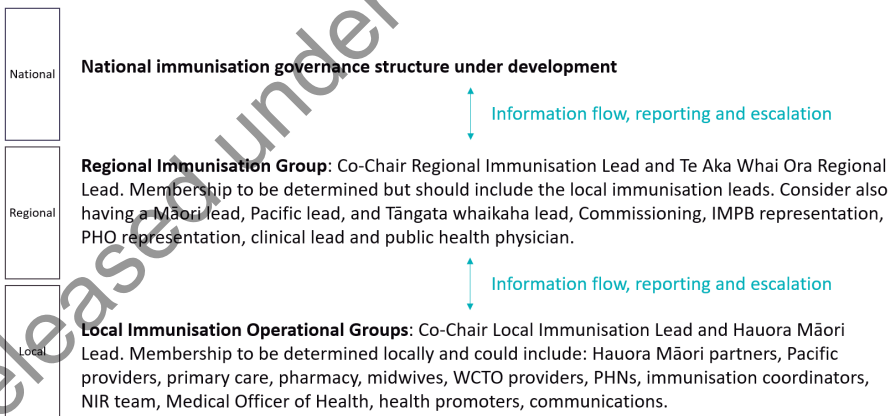 National
National immunisation governance structure under development
Information flow, reporting and escalation
Regional Immunisation Group: Co-Chair Regional Immunisation Lead and Te Aka Whai Ora Regional
Lead. Membership to be determined but should include the local immunisation leads. Consider also
Regional
having a Māori lead, Pacific lead, and Tāngata whaikaha lead, Commissioning, IMPB representation,
PHO representation, clinical lead and public health physician.
Information flow, reporting and escalation
Local Immunisation Operational Groups: Co-Chair Local Immunisation Lead and Hauora Māori
Local
Lead. Membership to be determined locally and could include: Hauora Māori partners, Pacific
providers, primary care, pharmacy, midwives, WCTO providers, PHNs, immunisation coordinators,
NIR team, Medical Officer of Health, health promoters, communications.
eleased under